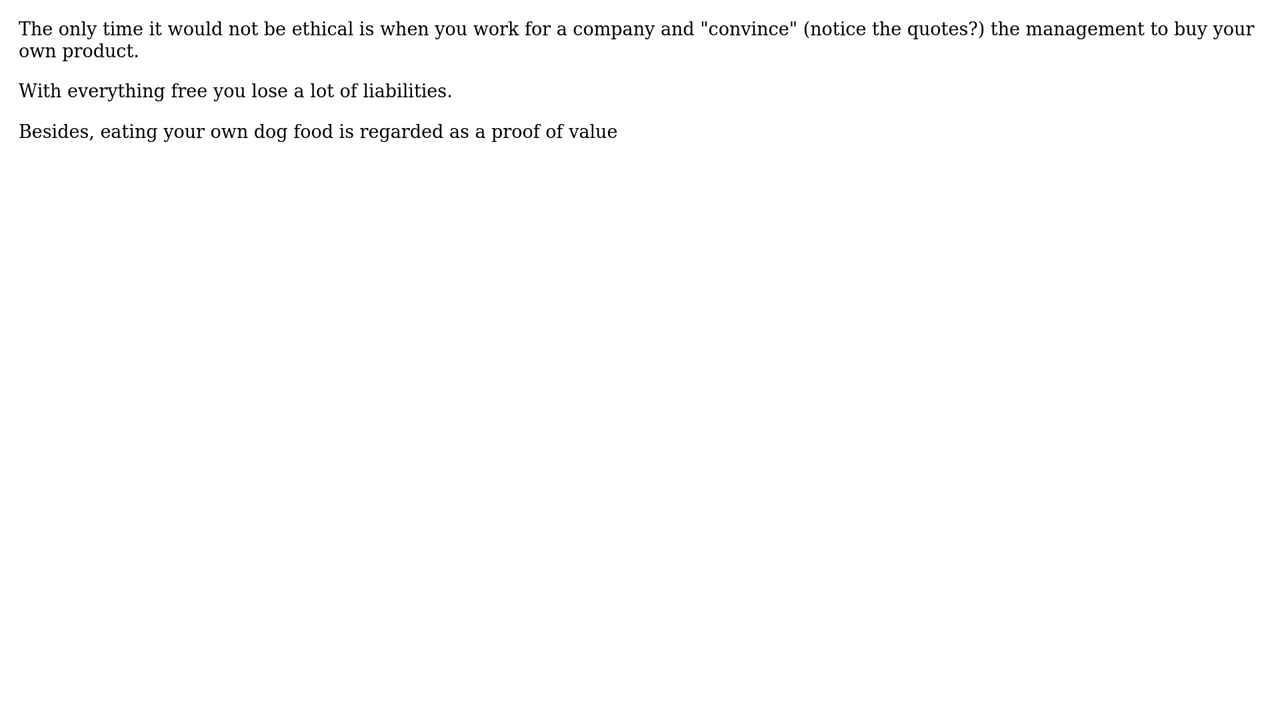 The only time it would not be ethical is when you work for a company and "convince" (notice the quotes?) the management to buy your
own product.
With everything free you lose a lot of liabilities.
Besides, eating your own dog food is regarded as a proof of value